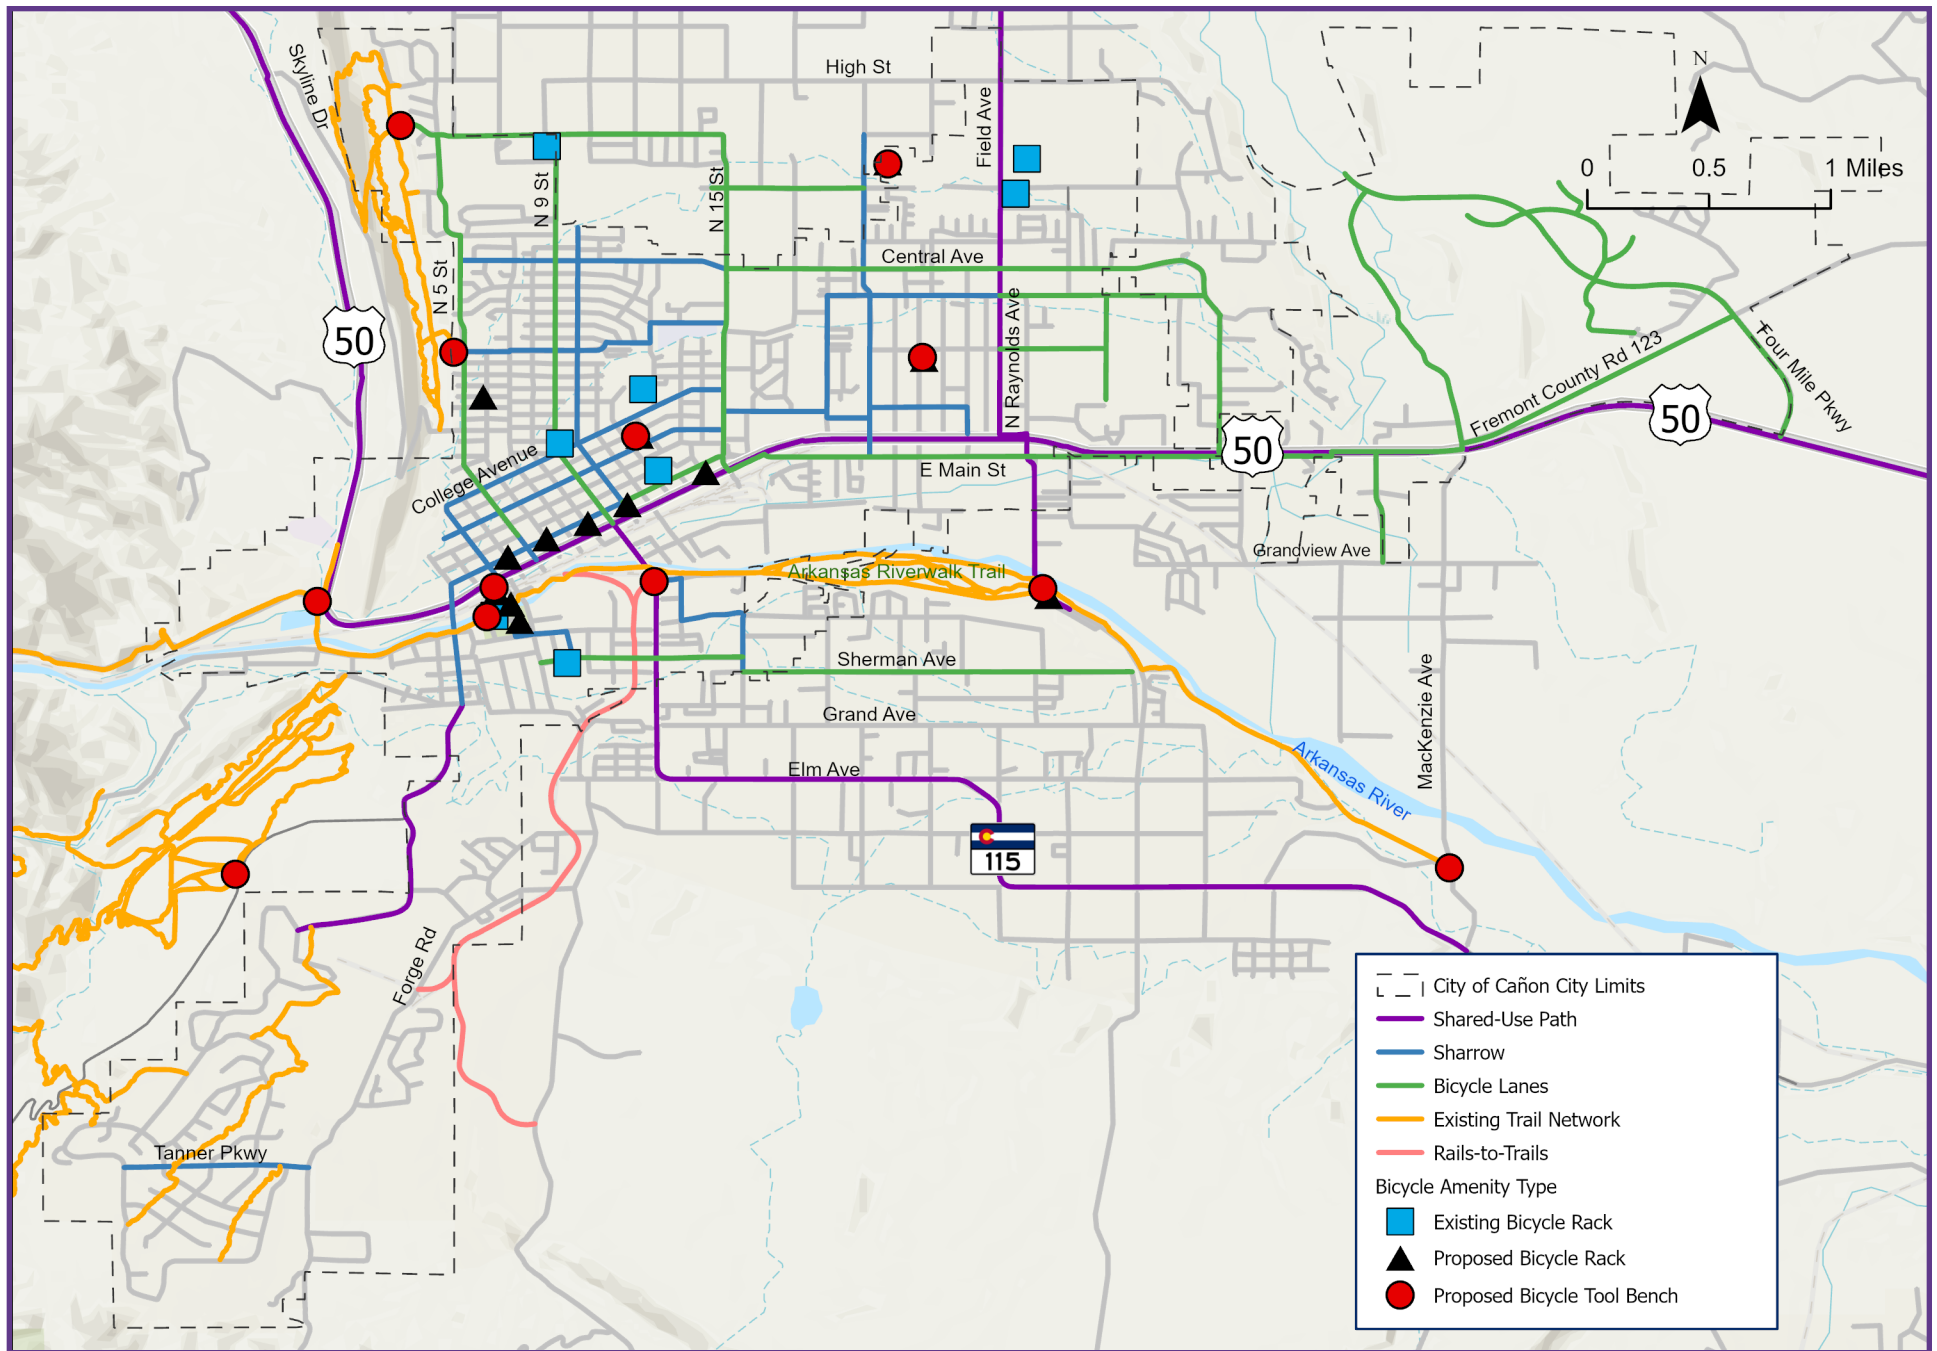 High St
Skyline Dr
Field Ave
N
0 0.5 1 Miles
N 9 St
N 15 St
N 5 St
Central Ave
50
N Raynolds Ave
Fremont County Rd 123
Four Mile Pkwy
50
50
College Avenue
E Main St
Grandview Ave
Arkansas Riverwalk Trail
Sherman Ave
MacKenzie Ave
Grand Ave
Elm Ave
Arkansas River
115
Forge Rd
Tanner Pkwy
City of Cañon City Limits
Shared-Use Path
Sharrow
Bicycle Lanes
Existing Trail Network
Rails-to-Trails
Bicycle Amenity Type
Existing Bicycle Rack
Proposed Bicycle Rack
Proposed Bicycle Tool Bench